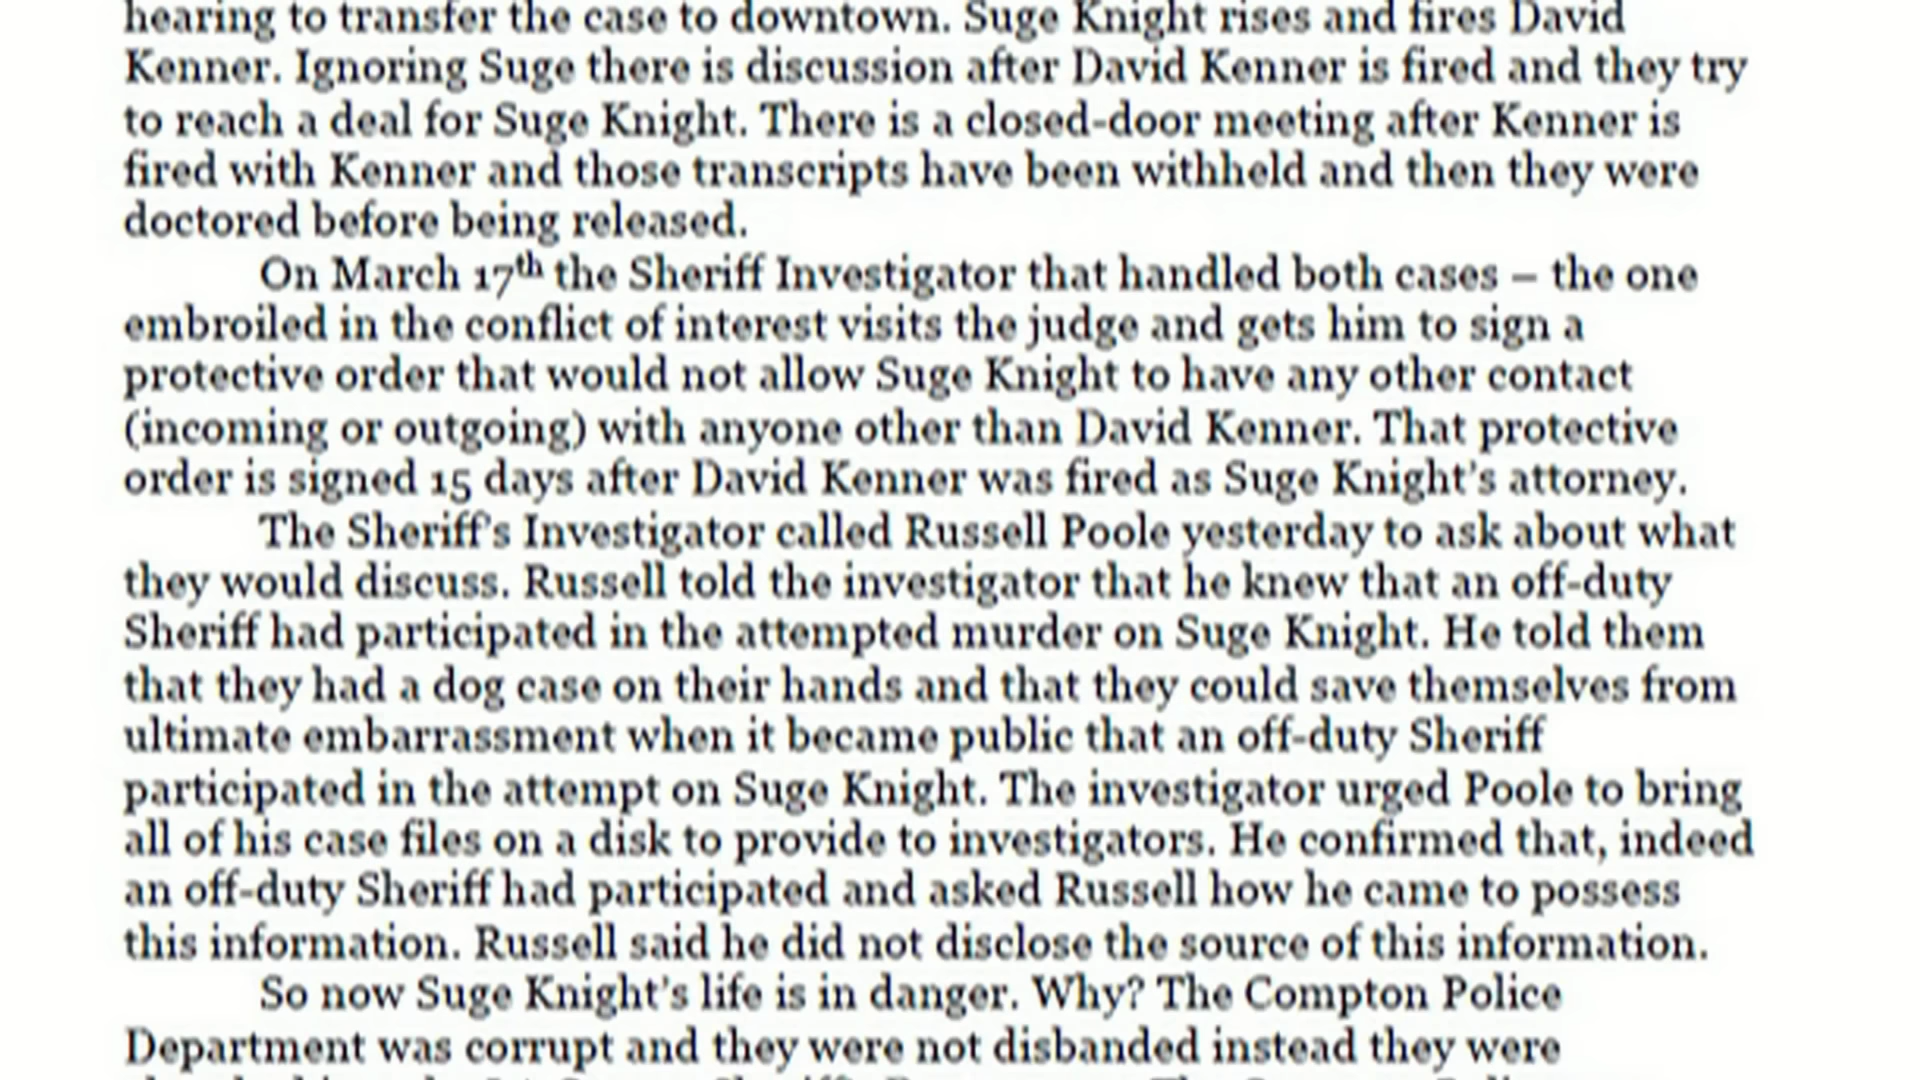 hearing to transfer the case to downtown. Suge Knight rises and fires David
Kenner. Ignoring Suge there is discussion after David Kenner is fired and they try
to reach a deal for Suge Knight. There is a closed-door meeting after Kenner is
fired with Kenner and those transcripts have been withheld and then they were
doctored before being released.
On March 17th the Sheriff Investigator that handled both cases – the one
embroiled in the conflict of interest visits the judge and gets him to sign a
protective order that would not allow Suge Knight to have any other contact
(incoming or outgoing) with anyone other than David Kenner. That protective
order is signed 15 days after David Kenner was fired as Suge Knight’s attorney.
The Sheriff’s Investigator called Russell Poole yesterday to ask about what
they would discuss. Russell told the investigator that he knew that an off-duty
Sheriff had participated in the attempted murder on Suge Knight. He told them
that they had a dog case on their hands and that they could save themselves from
ultimate embarrassment when it became public that an off-duty Sheriff
participated in the attempt on Suge Knight. The investigator urged Poole to bring
all of his case files on a disk to provide to investigators. He confirmed that, indeed
an off-duty Sheriff had participated and asked Russell how he came to possess
this information. Russell said he did not disclose the source of this information.
So now Suge Knight’s life is in danger. Why? The Compton Police
Department was corrupt and they were not disbanded instead they were